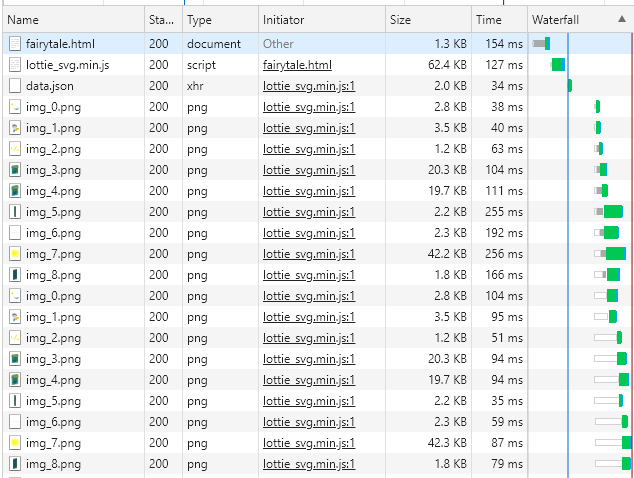 Name Sta... Type Initiator Size Time Waterfall
fairytale.html 200 document Other 1.3 KB 154 ms
lottie_svg.min.js 200 script fairytale.html 62.4 KB 127 ms
data.json 200 xhr lottie_svg.min.js:1 2.0 KB 34 ms
img_0.png 200 png lottie_svg.min.js:1 2.8 KB 38 ms
img_1.png 200 png lottie_svg.min.js:1 3.5 KB 40 ms
img_2.png 200 png lottie_svg.min.js:1 1.2 KB 63 ms
img_3.png 200 png lottie_svg.min.js:1 20.3 KB 104 ms
img_4.png 200 png lottie_svg.min.js:1 19.7 KB 111 ms
img_5.png 200 png lottie_svg.min.js:1 2.2 KB 255 ms
img_6.png 200 png lottie_svg.min.js:1 2.3 KB 192 ms
img_7.png 200 png lottie_svg.min.js:1 42.2 KB 256 ms
img_8.png 200 png lottie_svg.min.js:1 1.8 KB 166 ms
img_0.png 200 png lottie_svg.min.js:1 2.8 KB 104 ms
img_1.png 200 png lottie_svg.min.js:1 3.5 KB 95 ms
img_2.png 200 png lottie_svg.min.js:1 1.2 KB 51 ms
img_3.png 200 png lottie_svg.min.js:1 20.3 KB 94 ms
img_4.png 200 png lottie_svg.min.js:1 19.7 KB 94 ms
img_5.png 200 png lottie_svg.min.js:1 2.2 KB 35 ms
img_6.png 200 png lottie_svg.min.js:1 2.3 KB 59 ms
img_7.png 200 png lottie_svg.min.js:1 42.3 KB 87 ms
img_8.png 200 png lottie_svg.min.js:1 1.8 KB 79 ms